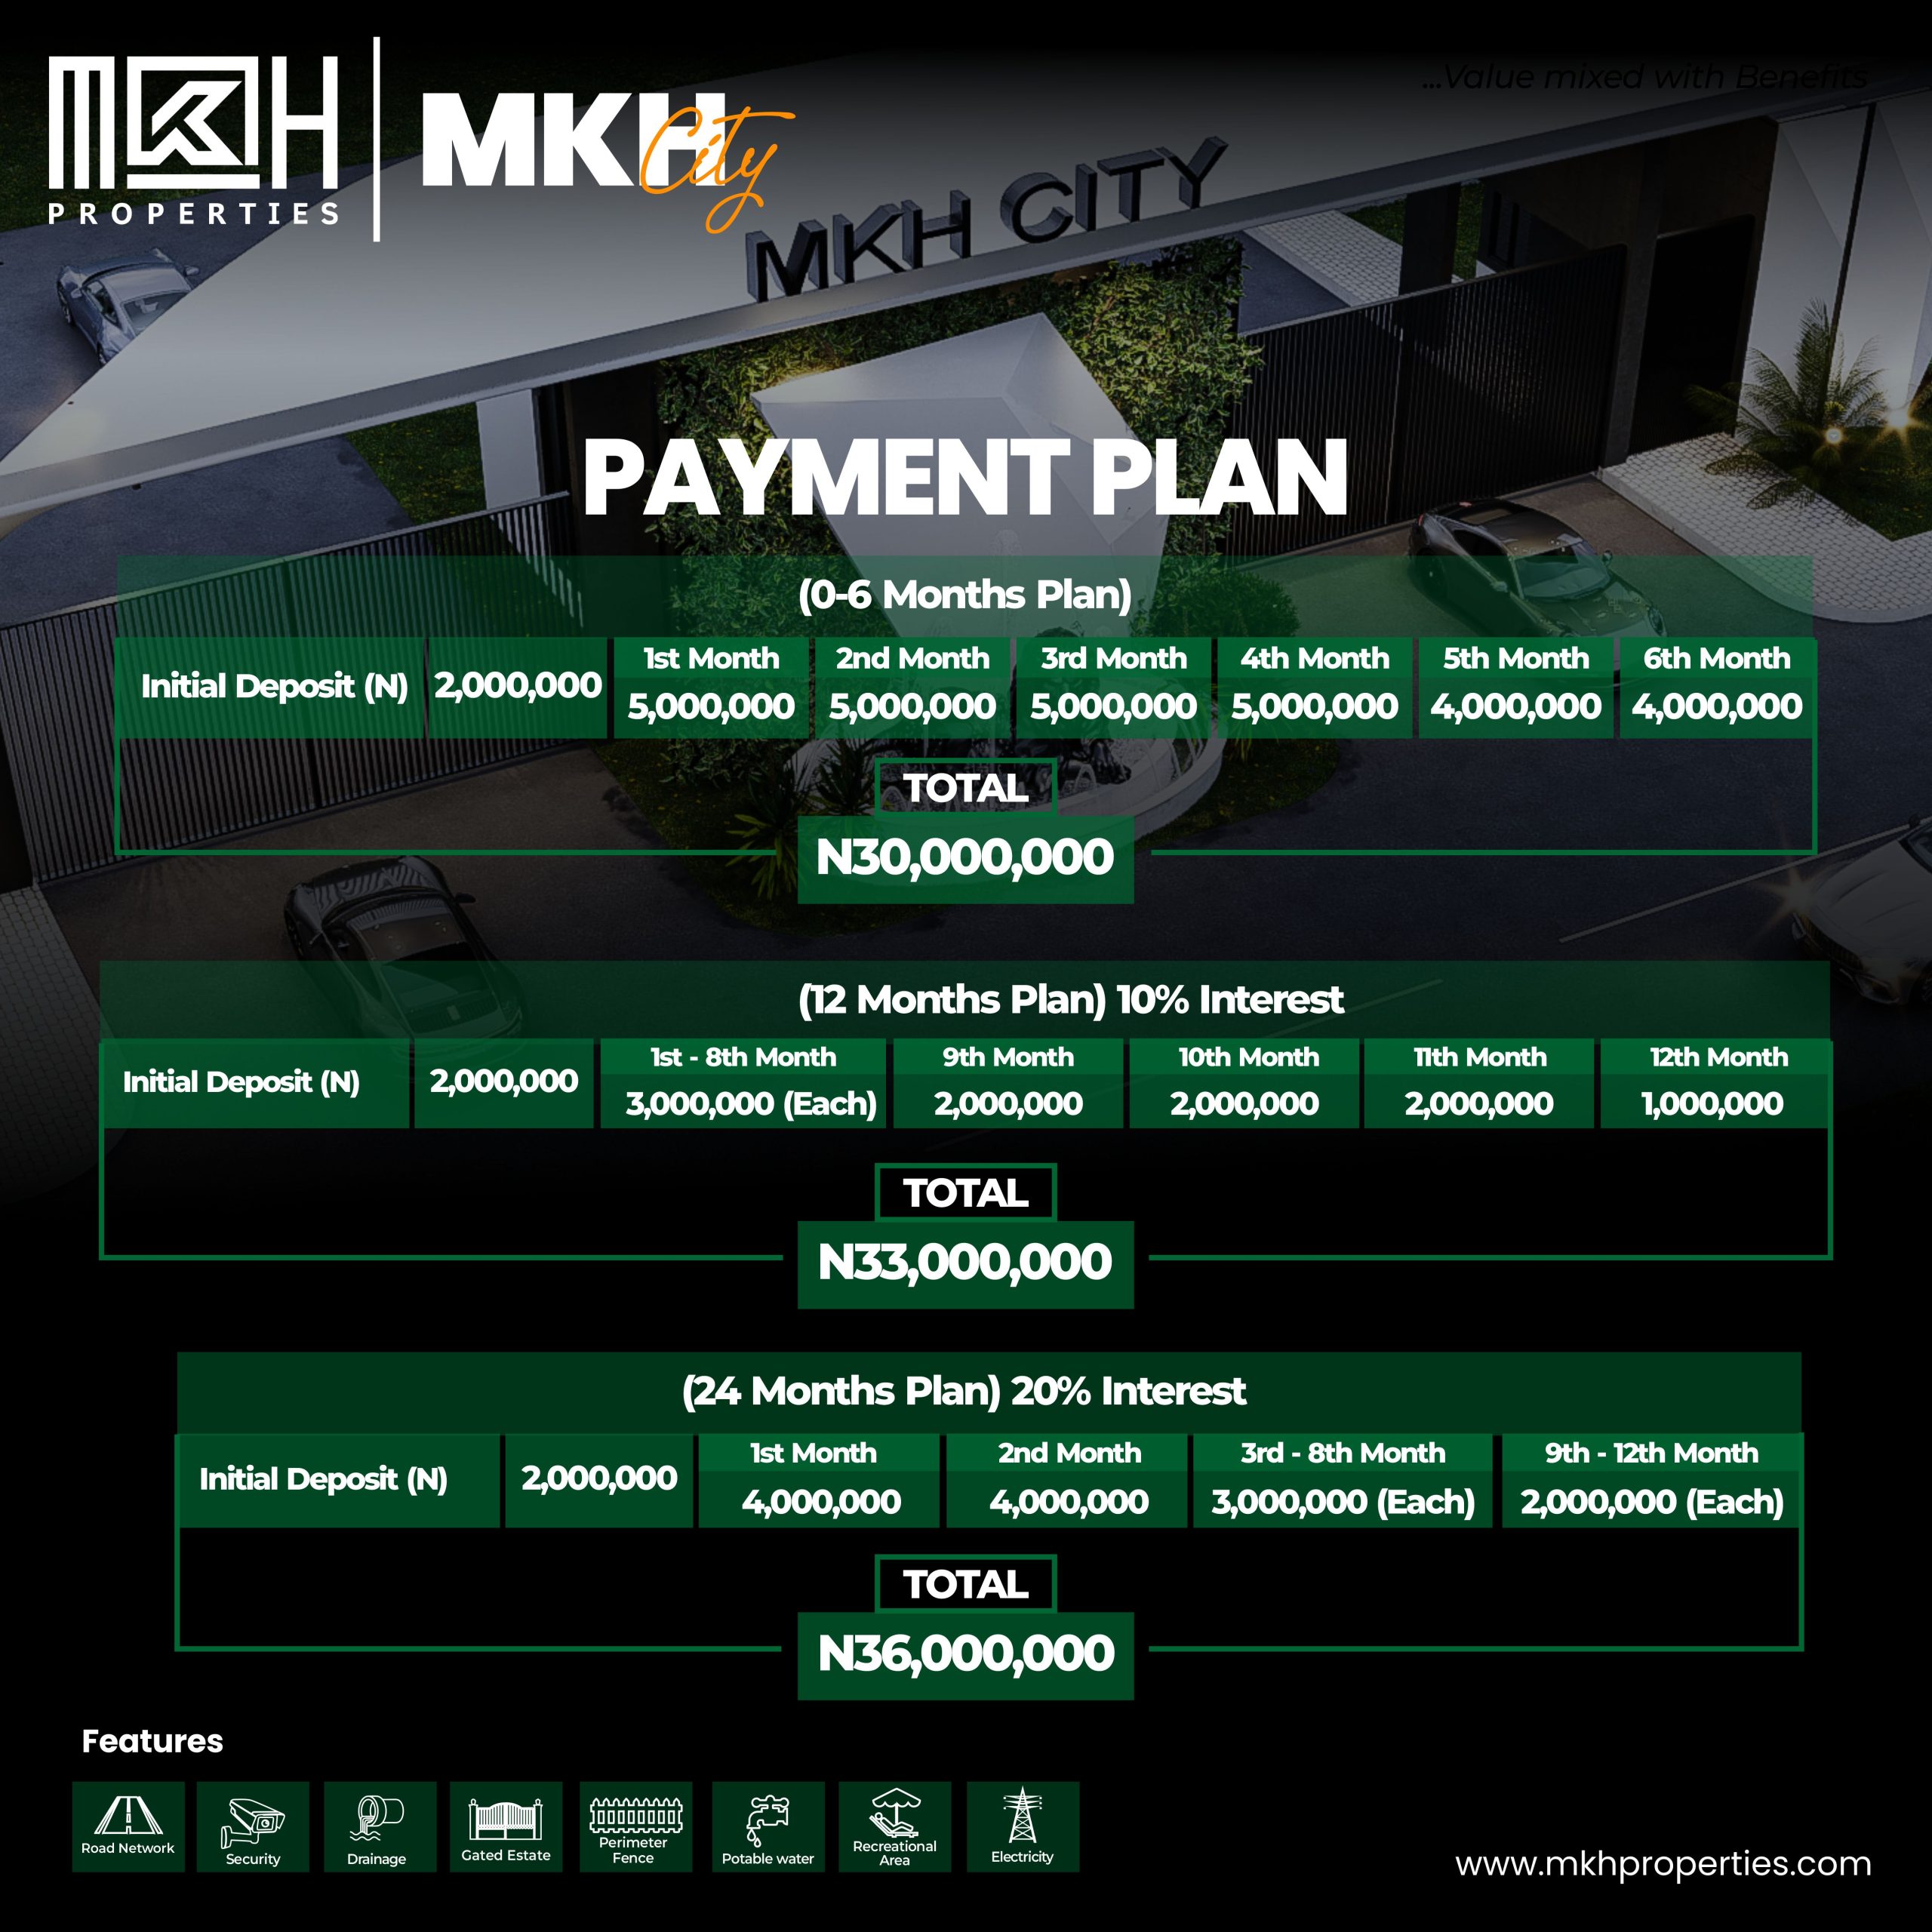 MKH
PROPERTIES
MKH City
...Value mixed with Benefits
MKH CITY
PAYMENT PLAN
(0-6 Months Plan)
Initial Deposit (N) 2,000,000
1st Month 2nd Month 3rd Month 4th Month 5th Month 6th Month
5,000,000 5,000,000 5,000,000 5,000,000 4,000,000 4,000,000
TOTAL
N30,000,000
(12 Months Plan) 10% Interest
Initial Deposit (N) 2,000,000
1st - 8th Month 9th Month 10th Month 11th Month 12th Month
3,000,000 (Each) 2,000,000 2,000,000 2,000,000 1,000,000
TOTAL
N33,000,000
(24 Months Plan) 20% Interest
Initial Deposit (N) 2,000,000
1st Month 2nd Month 3rd - 8th Month 9th - 12th Month
4,000,000 4,000,000 3,000,000 (Each) 2,000,000 (Each)
TOTAL
N36,000,000
Features
Road Network
Security
Drainage
Gated Estate
Perimeter
Fence
Potable water
Recreational
Area
Electricity
www.mkhproperties.com